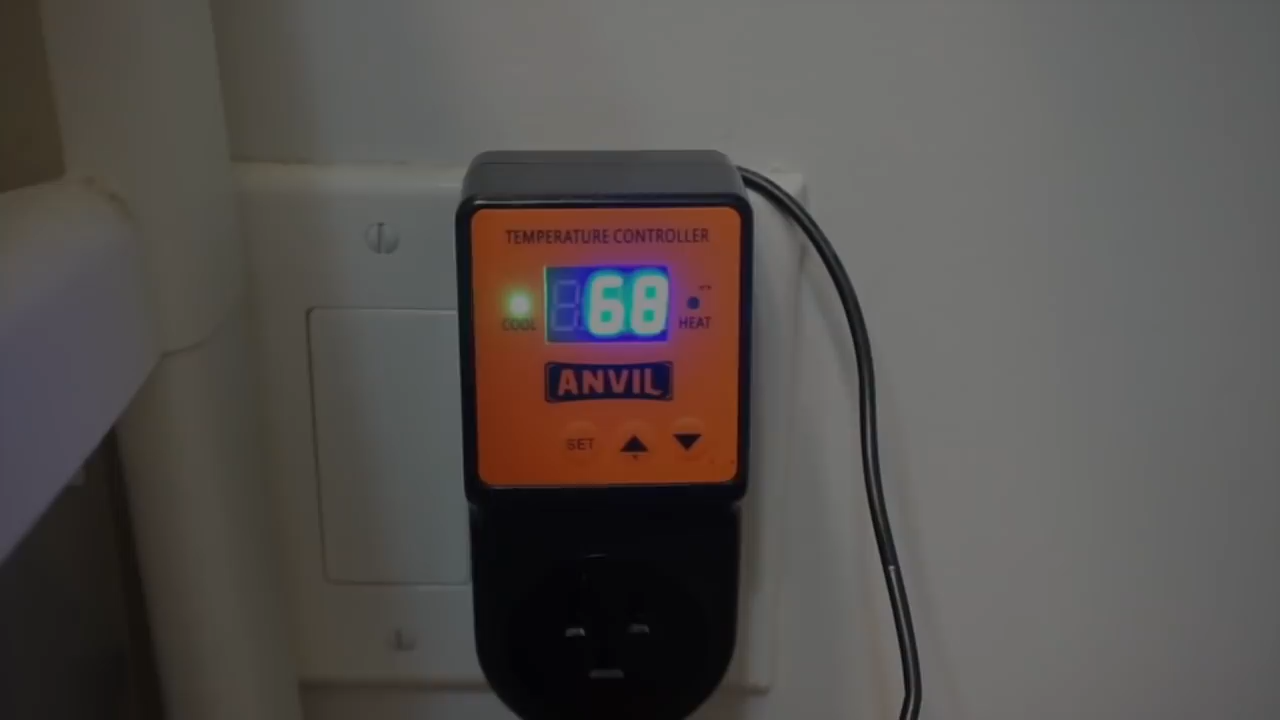 TEMPERATURE CONTROLLER
68
COOL HEAT
ANVIL
SET